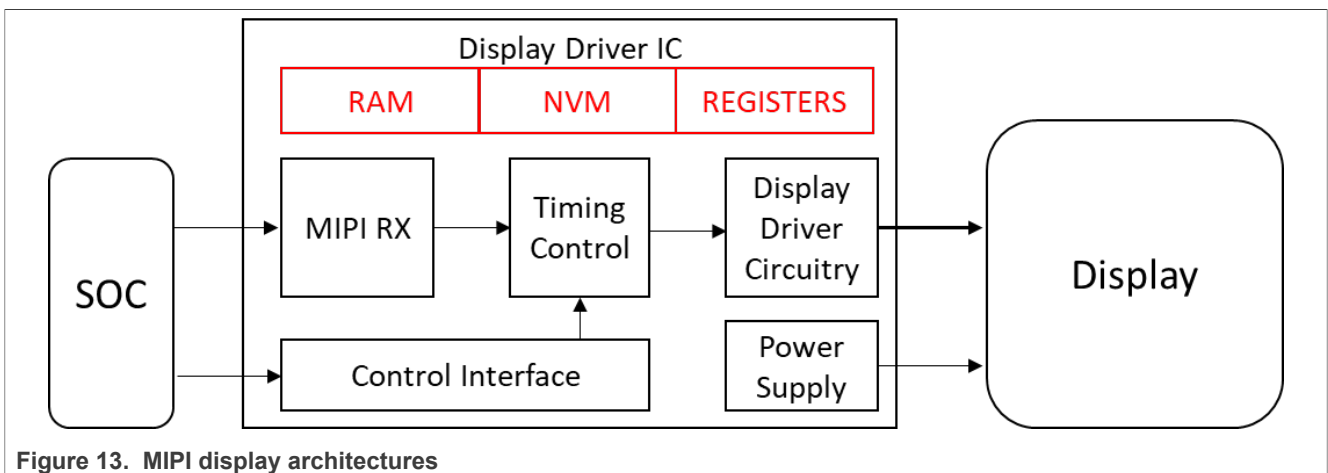 Display Driver IC
RAM
NVM
REGISTERS
SOC
MIPI RX
Timing
Control
Display
Driver
Circuitry
Display
Control Interface
Power
Supply
Figure 13. MIPI display architectures